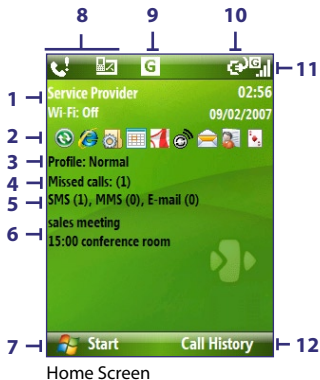 8 9 10
11
1 Service Provider 02:56
Wi-Fi: Off 09/02/2007
2
3 Profile: Normal
4 Missed calls: (1)
5 SMS (1), MMS (0), E-mail (0)
sales meeting
6
15:00 conference room
7 Start Call History 12
Home Screen